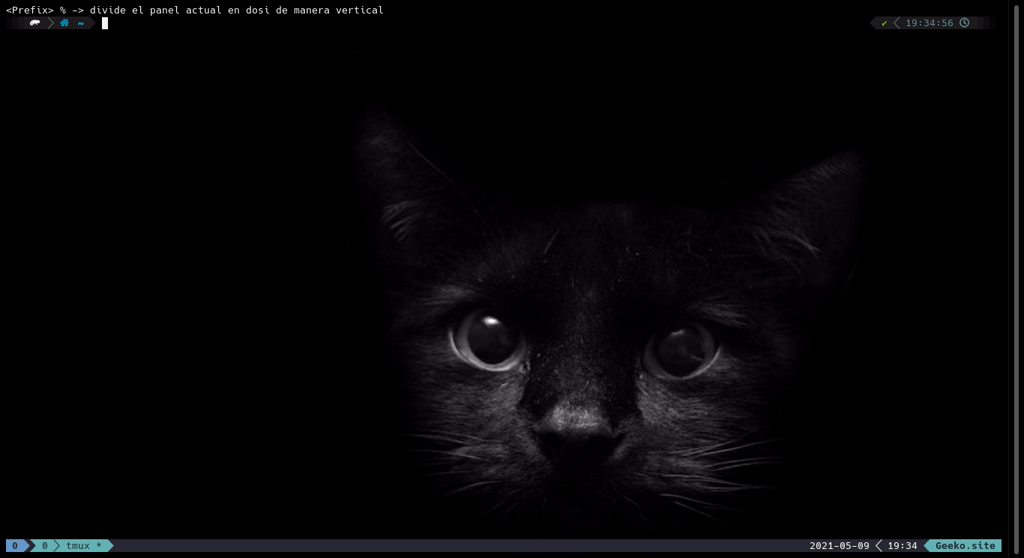 <Prefix> % -> divide el panel actual en dosi de manera vertical
~
✔ 19:34:56
0 0 tmux * 2021-05-09 19:34 Geeko.site